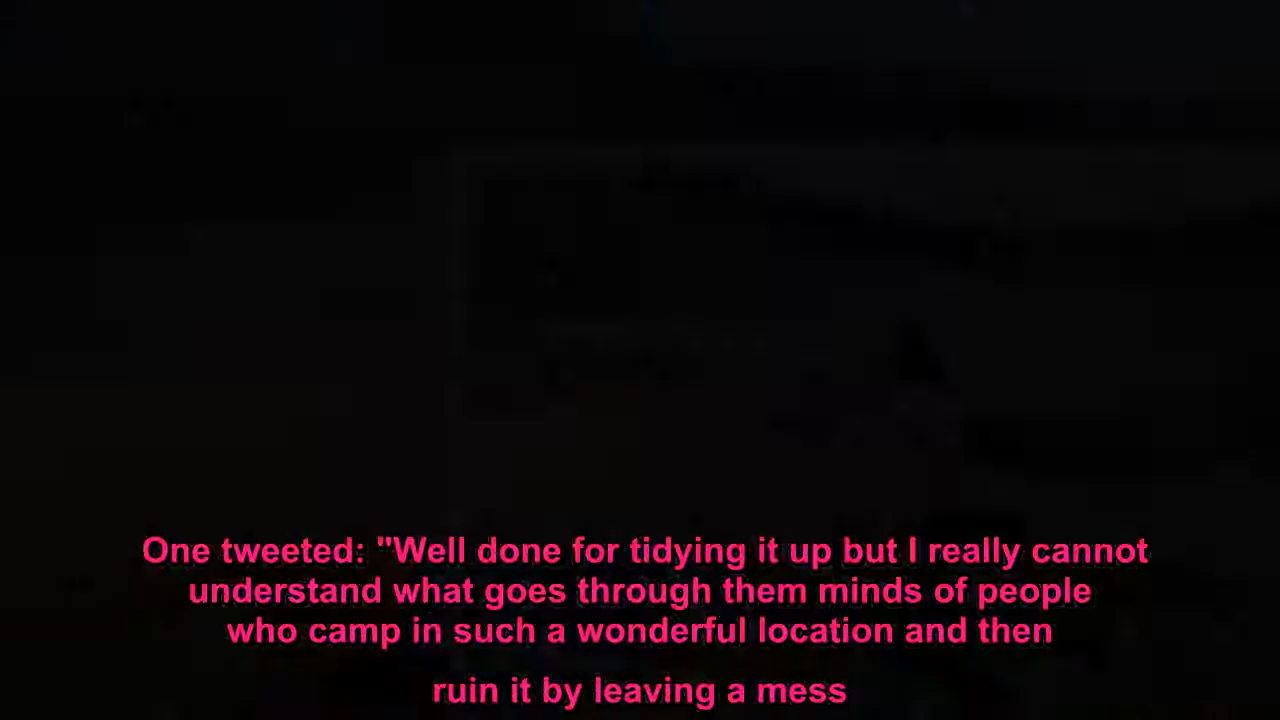 One tweeted: "Well done for tidying it up but I really cannot
understand what goes through them minds of people
who camp in such a wonderful location and then
ruin it by leaving a mess